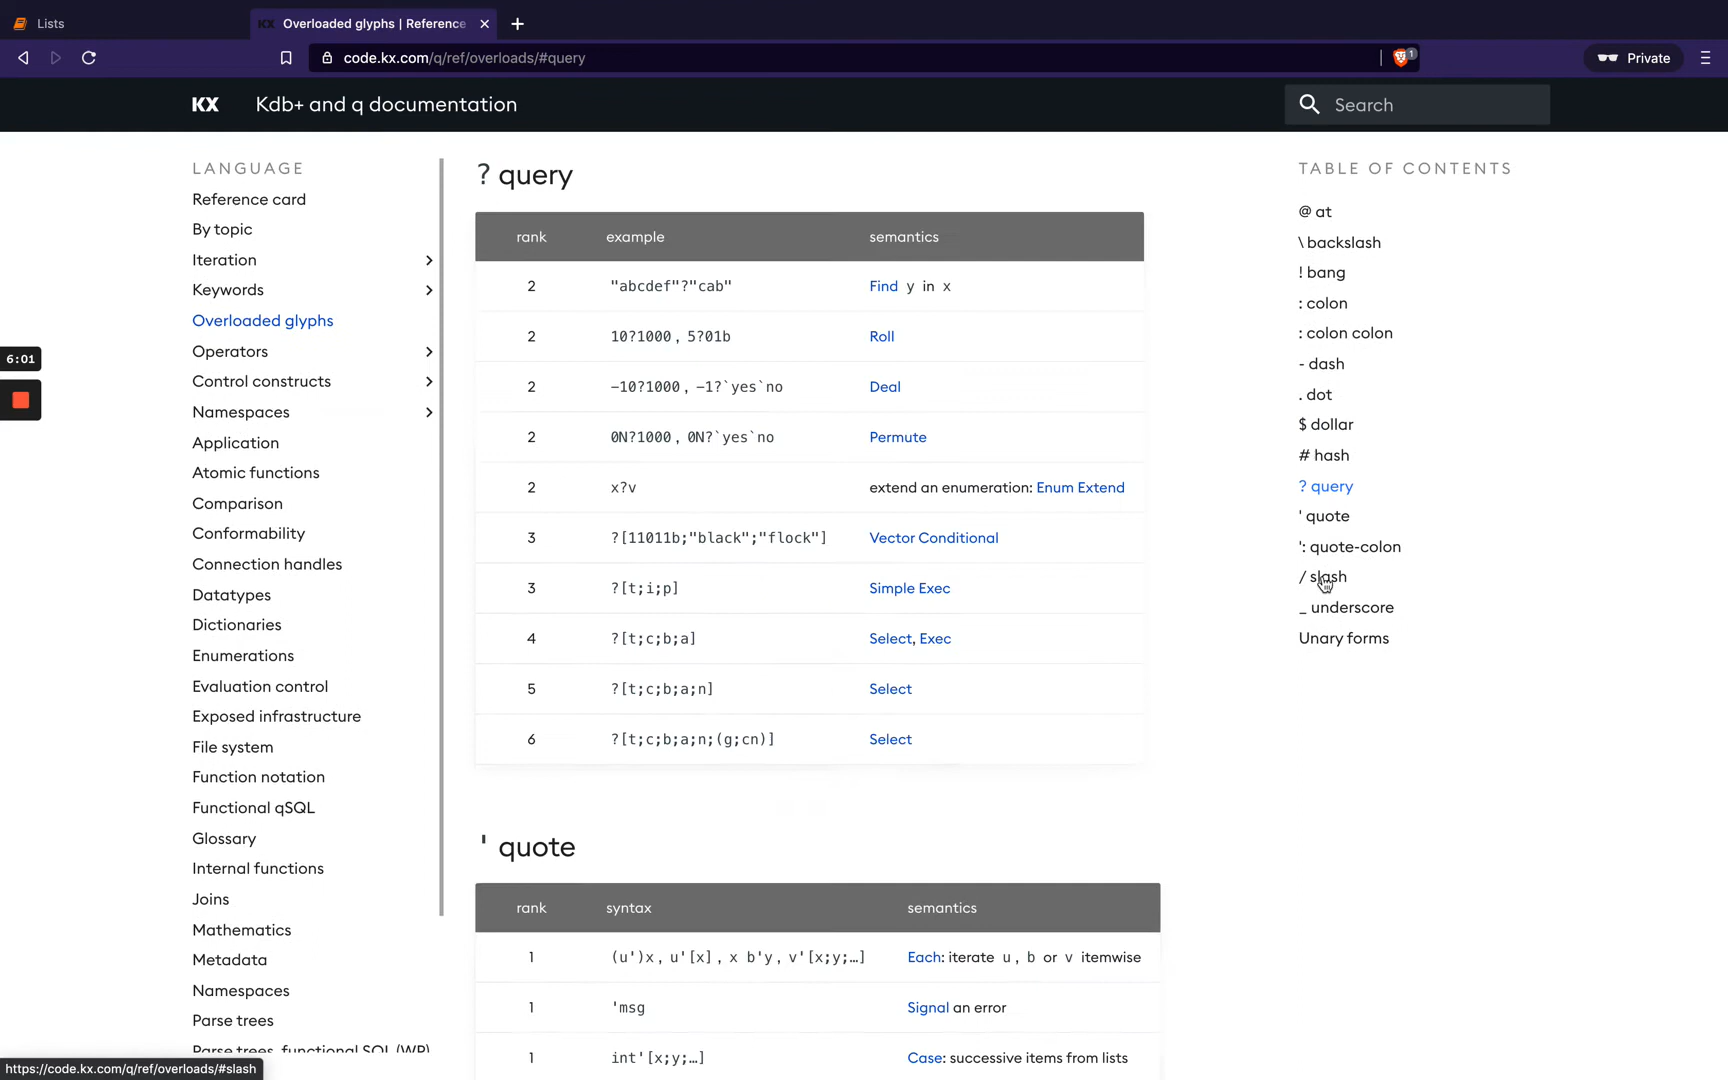 Lists
Overloaded glyphs | Reference
code.kx.com/q/ref/overloads/#query
1
Private
KX
Kdb+ and q documentation
Search
LANGUAGE
Reference card
By topic
Iteration
Keywords
Overloaded glyphs
Operators
Control constructs
Namespaces
Application
Atomic functions
Comparison
Conformability
Connection handles
Datatypes
Dictionaries
Enumerations
Evaluation control
Exposed infrastructure
File system
Function notation
Functional qSQL
Glossary
Internal functions
Joins
Mathematics
Metadata
Namespaces
Parse trees
Parse trees, functional SQL (WP)
6:01
? query
rank example semantics
2 "abcdef"?"cab" Find y in x
2 10?1000, 5?01b Roll
2 -10?1000, -1?`yes`no Deal
2 0N?1000, 0N?`yes`no Permute
2 x?v extend an enumeration: Enum Extend
3 ?[11011b;"black";"flock"] Vector Conditional
3 ?[t;i;p] Simple Exec
4 ?[t;c;b;a] Select, Exec
5 ?[t;c;b;a;n] Select
6 ?[t;c;b;a;n;(g;cn)] Select
' quote
rank syntax semantics
1 (u')x, u'[x], x b'y, v'[x;y;…] Each: iterate u, b or v itemwise
1 'msg Signal an error
1 int'[x;y;…] Case: successive items from lists
TABLE OF CONTENTS
@ at
\ backslash
! bang
: colon
: colon colon
- dash
. dot
$ dollar
# hash
? query
' quote
': quote-colon
/ slash
_ underscore
Unary forms
https://code.kx.com/q/ref/overloads/#slash